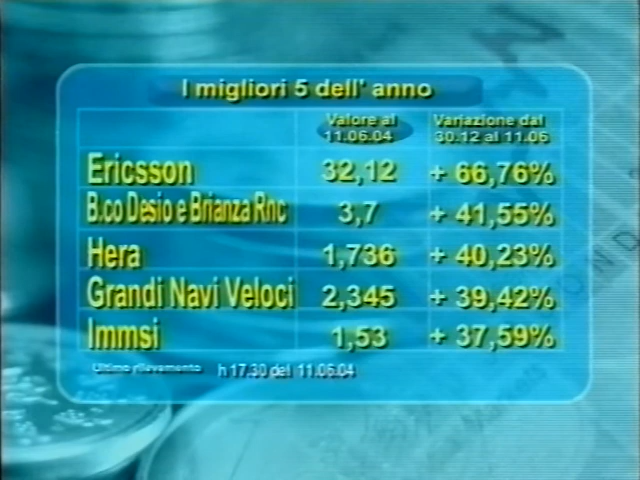 I migliori 5 dell' anno
Valore al Variazione dal
11.06.04 30.12 al 11.06
Ericsson 32,12 + 66,76%
B.co Desio e Brianza Rnc 3,7 + 41,55%
Hera 1,736 + 40,23%
Grandi Navi Veloci 2,345 + 39,42%
Immsi 1,53 + 37,59%
Ultimo rilevamento h 17.30 del 11.06.04